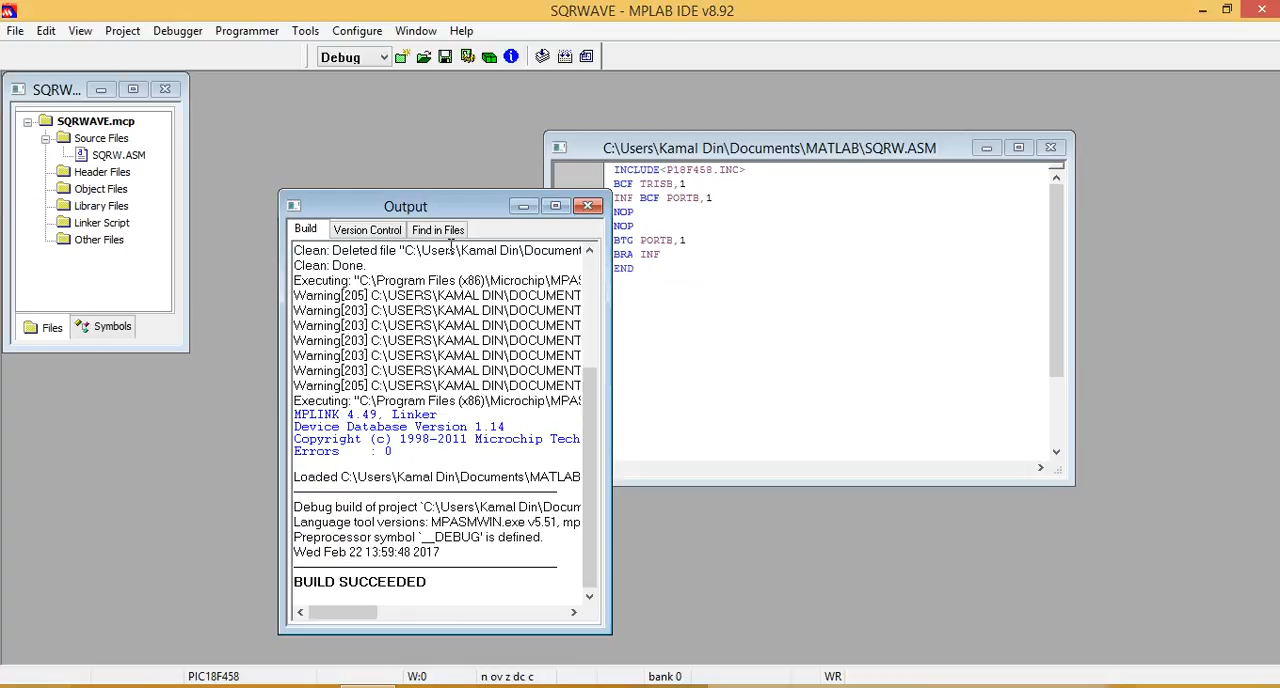 SQRWAVE - MPLAB IDE v8.92
File Edit View Project Debugger Programmer Tools Configure Window Help
Debug
SQRW...
SQRWAVE.mcp
Source Files
SQRW.ASM
Header Files
Object Files
Library Files
Linker Script
Other Files
Files Symbols
Output
Build Version Control Find in Files
Clean: Deleted file "C:\Users\Kamal Din\Document
Clean: Done.
Executing: "C:\Program Files (x86)\Microchip\MPA
Warning[205] C:\USERS\KAMAL DIN\DOCUMENT
Warning[203] C:\USERS\KAMAL DIN\DOCUMENT
Warning[203] C:\USERS\KAMAL DIN\DOCUMENT
Warning[203] C:\USERS\KAMAL DIN\DOCUMENT
Warning[203] C:\USERS\KAMAL DIN\DOCUMENT
Warning[203] C:\USERS\KAMAL DIN\DOCUMENT
Warning[205] C:\USERS\KAMAL DIN\DOCUMENT
Executing: "C:\Program Files (x86)\Microchip\MPA
MPLINK 4.49, Linker
Device Database Version 1.14
Copyright (c) 1998-2011 Microchip Tech
Errors : 0
Loaded C:\Users\Kamal Din\Documents\MATLAB
Debug build of project `C:\Users\Kamal Din\Docum
Language tool versions: MPASMWIN.exe v5.51, mp
Preprocessor symbol `__DEBUG' is defined.
Wed Feb 22 13:59:48 2017
BUILD SUCCEEDED
C:\Users\Kamal Din\Documents\MATLAB\SQRW.ASM
INCLUDE<P18F458.INC>
BCF TRISB,1
INF BCF PORTB,1
NOP
NOP
BTG PORTB,1
BRA INF
END
PIC18F458 W:0 n ov z dc c bank 0 WR